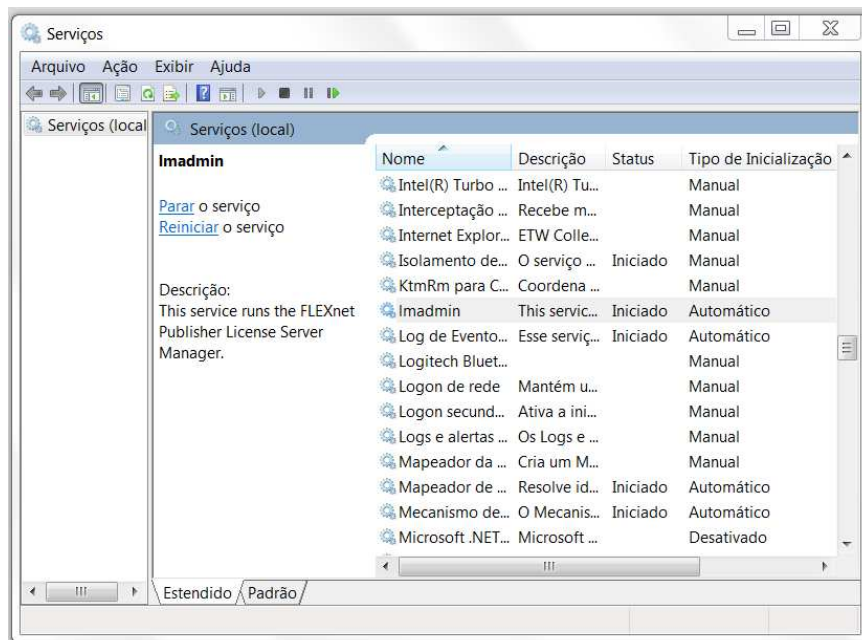 Serviços
Arquivo Ação Exibir Ajuda
Serviços (local
Serviços (local)
lmadmin
Parar o serviço
Reiniciar o serviço
Descrição:
This service runs the FLEXnet
Publisher License Server
Manager.
Nome Descrição Status Tipo de Inicialização
Intel(R) Turbo ... Intel(R) Tu... Manual
Interceptação ... Recebe m... Manual
Internet Explor... ETW Colle... Manual
Isolamento de... O serviço ... Iniciado Manual
KtmRm para C... Coordena ... Manual
lmadmin This servic... Iniciado Automático
Log de Evento... Esse serviç... Iniciado Automático
Logitech Bluet... Manual
Logon de rede Mantém u... Manual
Logon secund... Ativa a ini... Manual
Logs e alertas ... Os Logs e ... Manual
Mapeador da ... Cria um M... Manual
Mapeador de ... Resolve id... Iniciado Automático
Mecanismo de... O Mecanis... Iniciado Automático
Microsoft .NET... Microsoft ... Desativado
Estendido Padrão